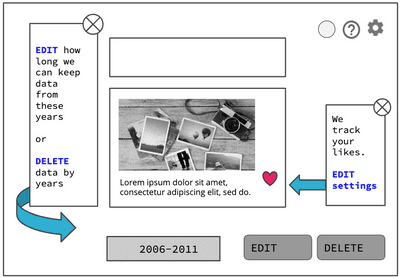 EDIT how
long we
can keep
data
from
these
years
or
DELETE
data by
years
?
Lorem ipsum dolor sit amet,
consectetur adipiscing elit, sed do.
We
track
your
likes.
EDIT
settings
2006-2011
EDIT
DELETE